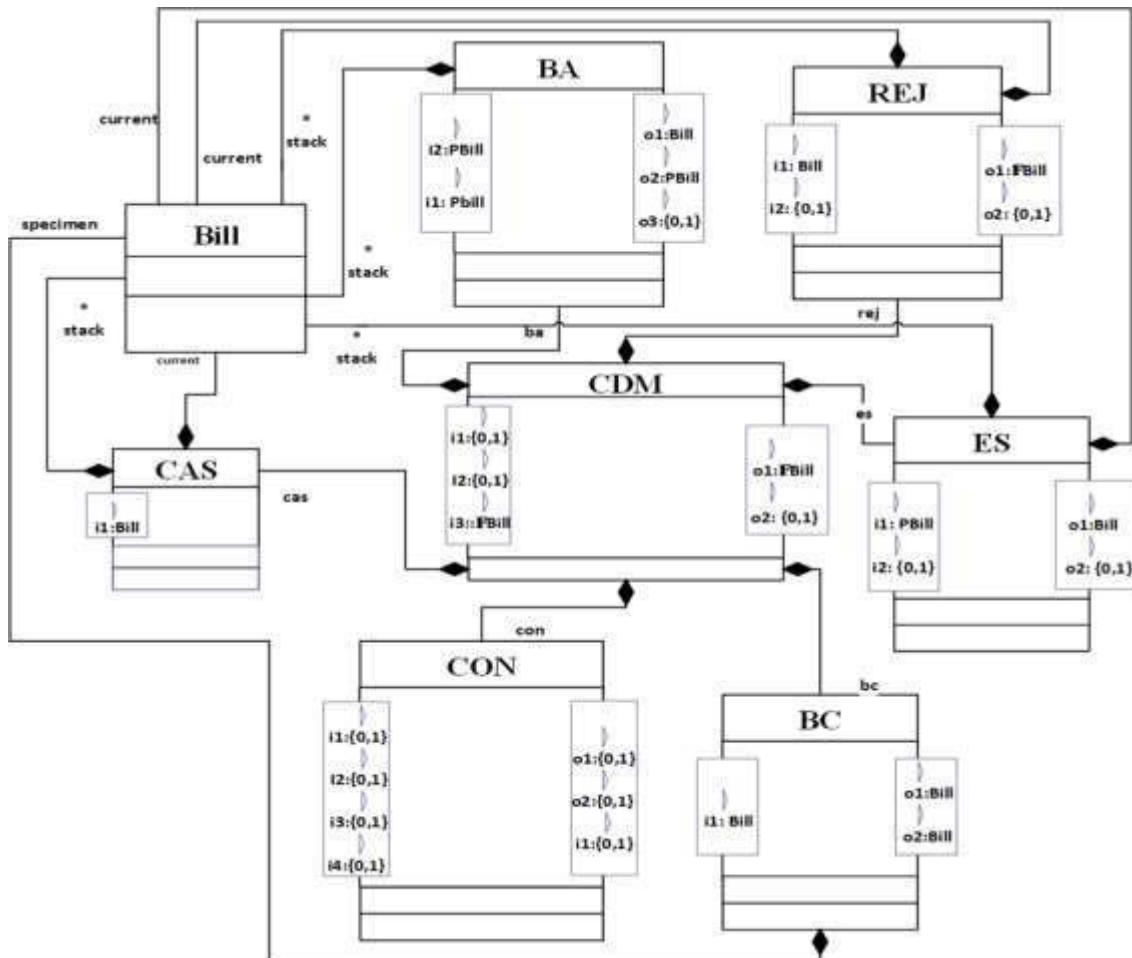 BA
i2:PBill
i1: Pbill
o1:Bill
o2:PBill
o3:{0,1}
REJ
i1: Bill
i2: {0,1}
o1:PBill
o2: {0,1}
current
current
*
stack
specimen
Bill
*
stack
*
stack
*
stack
current
ba
rej
CDM
i1:{0,1}
I2:{0,1}
i3::PBill
o1:PBill
o2: {0,1}
es
ES
i1: PBill
i2: {0,1}
o1:Bill
o2: {0,1}
CAS
i1:Bill
cas
con
CON
i1:{0,1}
I2:{0,1}
i3:{0,1}
i4:{0,1}
o1:{0,1}
o2:{0,1}
i1:{0,1}
bc
BC
i1: Bill
o1:Bill
o2:Bill